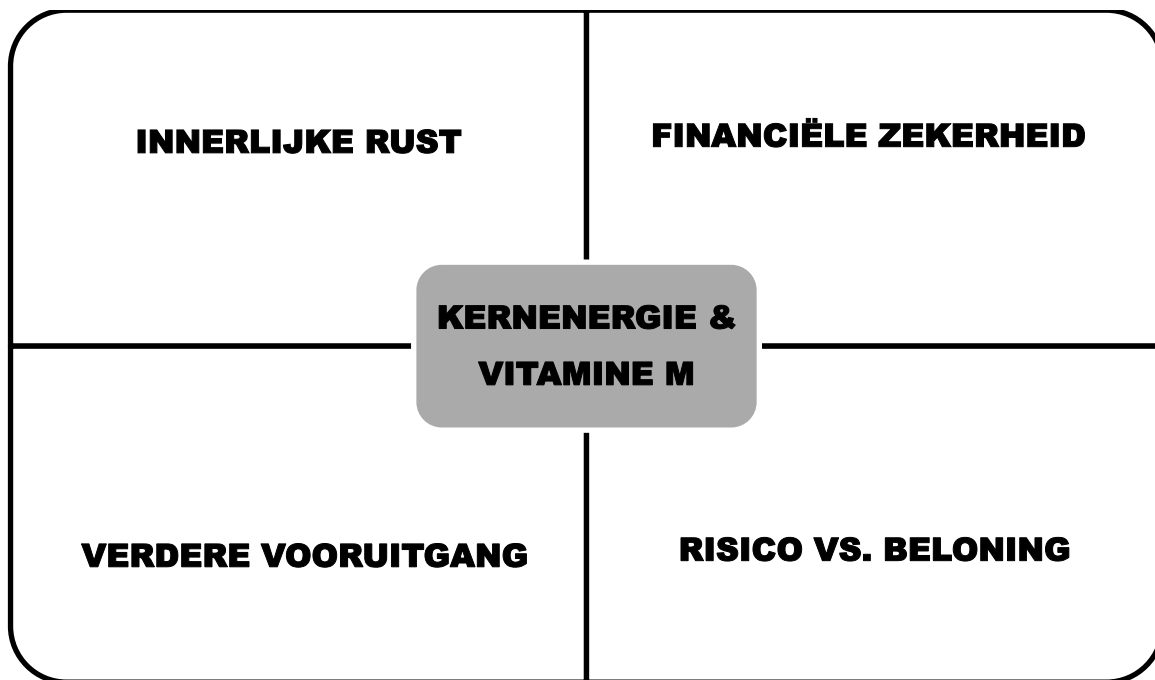 INNERLIJKE RUST
FINANCIËLE ZEKERHEID
KERNENERGIE &
VITAMINE M
VERDERE VOORUITGANG
RISICO VS. BELONING